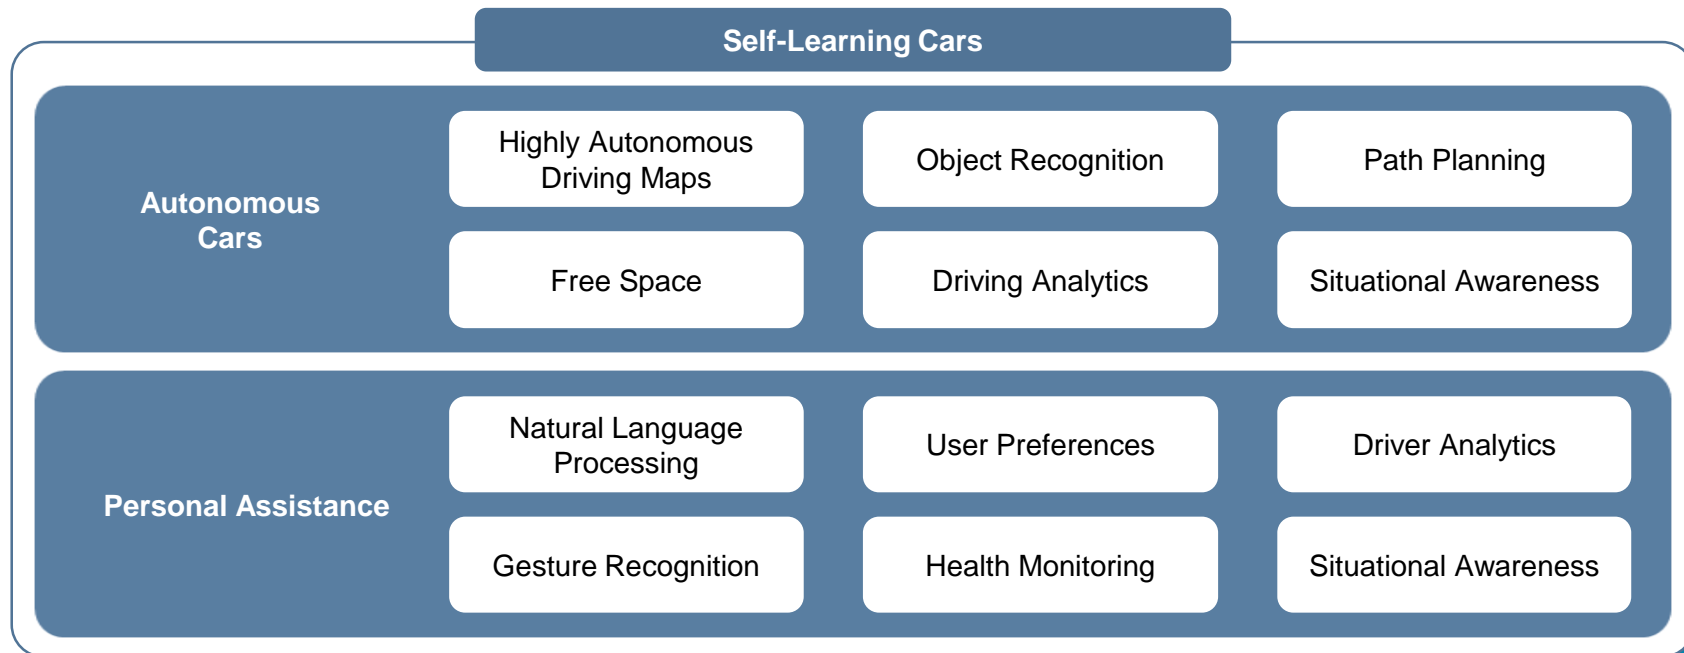 Self-Learning Cars
Autonomous
Cars
Highly Autonomous
Driving Maps
Object Recognition
Path Planning
Free Space
Driving Analytics
Situational Awareness
Personal Assistance
Natural Language
Processing
User Preferences
Driver Analytics
Gesture Recognition
Health Monitoring
Situational Awareness